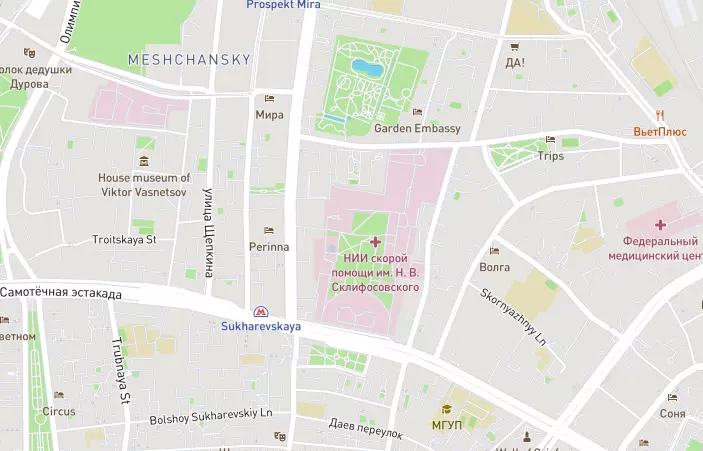 Prospekt Mira
Олимпи
MESHCHANSKY
олок дедушки
Дурова
ДА!
Мира
Garden Embassy
ВьетПлюс
Trips
House museum of
Viktor Vasnetsov
улица Щепкина
Troitskaya St
Perinna
НИИ скорой
помощи им. Н. В.
Склифосовского
Федеральный
медицинский цент
Волга
Самотёчная эстакада
Skornyazhnyy Ln
Sukharevskaya
ветном
Trubnaya St
Circus
Bolshoy Sukharevskiy Ln
Даев переулок
МГУП
Соня